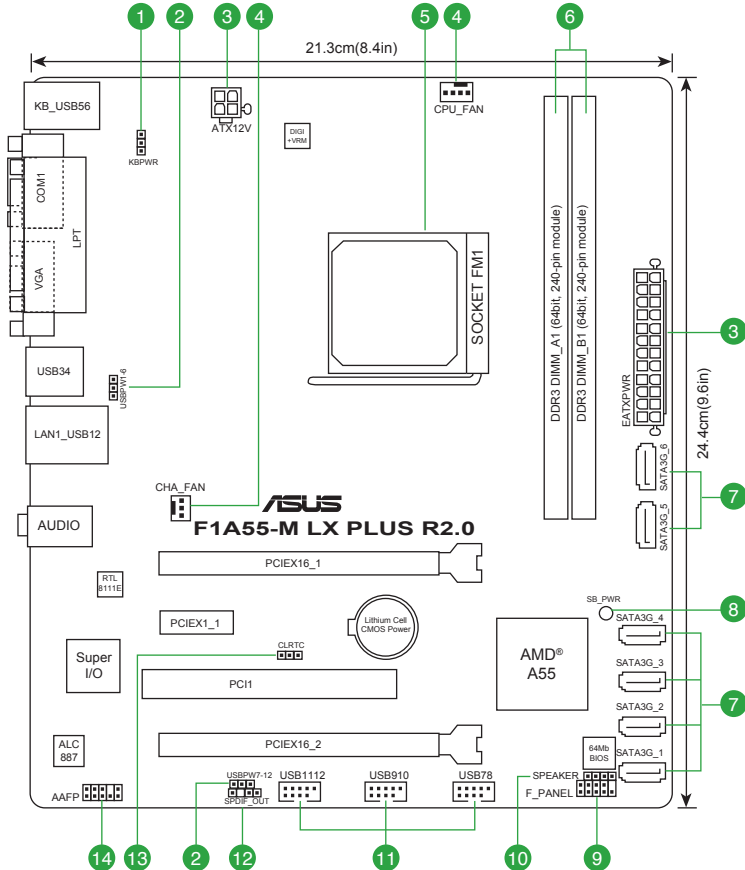 1 2 3 4 5 4 6
21.3cm(8.4in)
KB_USB56
KBPWR
ATX12V
DIGI
+VRM
CPU_FAN
COM1
LPT
VGA
SOCKET FM1
DDR3 DIMM_A1 (64bit, 240-pin module)
DDR3 DIMM_B1 (64bit, 240-pin module)
EATXPWR
3
24.4cm(9.6in)
USB34
USBPW1-6
LAN1_USB12
SATA3G_6
7
SATA3G_5
CHA_FAN
AUDIO
ASUS
F1A55-M LX PLUS R2.0
PCIEX16_1
RTL
8111E
PCIEX1_1
Lithium Cell
CMOS Power
SB_PWR
8
SATA3G_4
CLRTC
Super
I/O
AMD®
A55
SATA3G_3
PCI1
7
SATA3G_2
ALC
887
PCIEX16_2
64Mb
BIOS
SATA3G_1
USBPW7-12
USB1112
USB910
USB78
SPEAKER
F_PANEL
AAFP
SPDIF_OUT
14 13 2 12 11 10 9